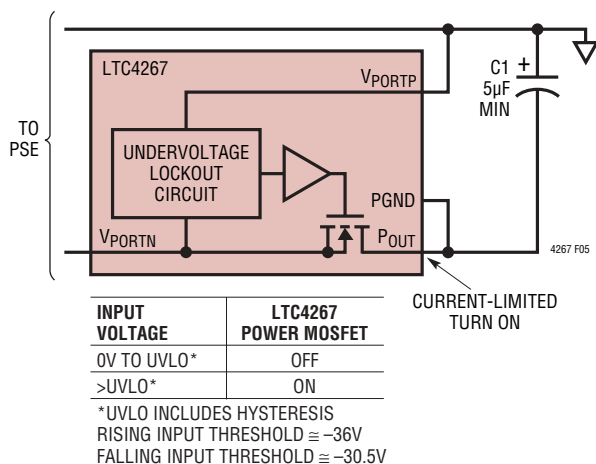 LTC4267
VPORTP
C1 +
5µF
MIN
TO
PSE
UNDERVOLTAGE
LOCKOUT
CIRCUIT
PGND
VPORTN
POUT
4267 F05
CURRENT-LIMITED
TURN ON
INPUT VOLTAGE LTC4267 POWER MOSFET
0V TO UVLO* OFF
>UVLO* ON
*UVLO INCLUDES HYSTERESIS
RISING INPUT THRESHOLD ≅ –36V
FALLING INPUT THRESHOLD ≅ –30.5V